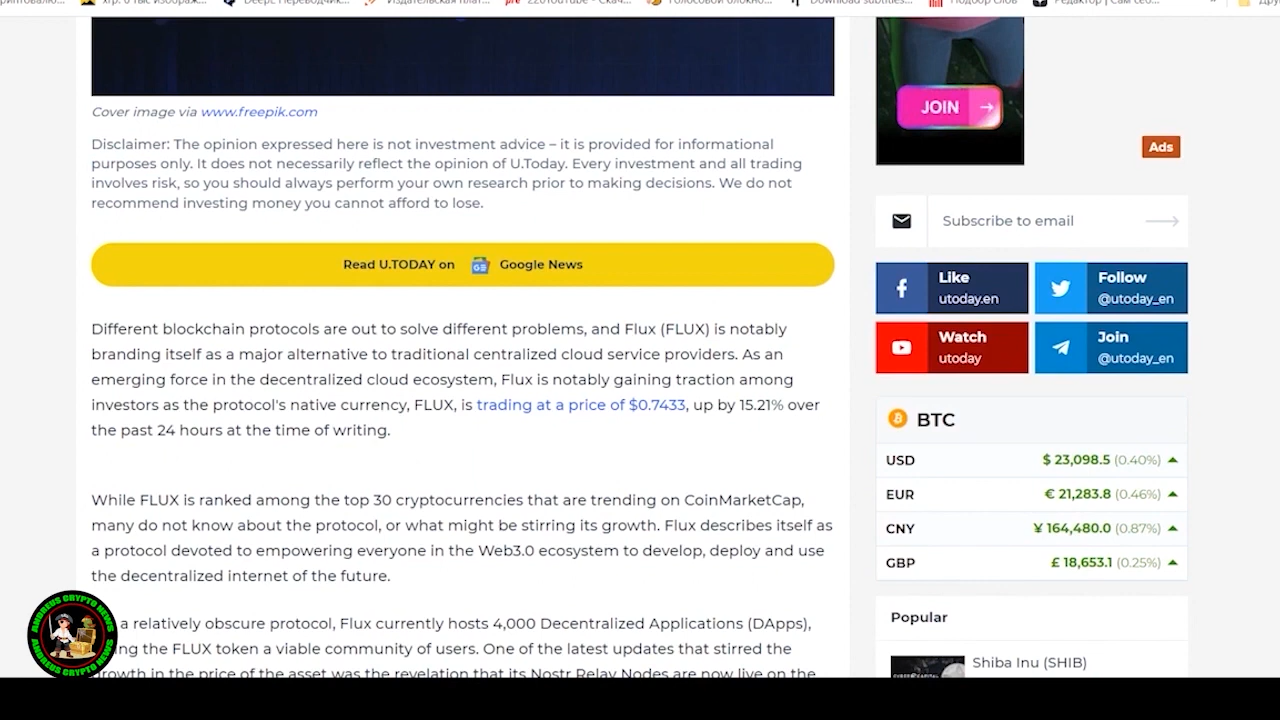 Cover image via www.freepik.com
Disclaimer: The opinion expressed here is not investment advice – it is provided for informational
purposes only. It does not necessarily reflect the opinion of U.Today. Every investment and all trading
involves risk, so you should always perform your own research prior to making decisions. We do not
recommend investing money you cannot afford to lose.
Read U.TODAY on Google News
Different blockchain protocols are out to solve different problems, and Flux (FLUX) is notably
branding itself as a major alternative to traditional centralized cloud service providers. As an
emerging force in the decentralized cloud ecosystem, Flux is notably gaining traction among
investors as the protocol's native currency, FLUX, is trading at a price of $0.7433, up by 15.21% over
the past 24 hours at the time of writing.
While FLUX is ranked among the top 30 cryptocurrencies that are trending on CoinMarketCap,
many do not know about the protocol, or what might be stirring its growth. Flux describes itself as
a protocol devoted to empowering everyone in the Web3.0 ecosystem to develop, deploy and use
the decentralized internet of the future.
a relatively obscure protocol, Flux currently hosts 4,000 Decentralized Applications (DApps),
the FLUX token a viable community of users. One of the latest updates that stirred the
growth in the price of the asset was the revelation that its Nostr Relay Nodes are now live on the
ANDREUS CRYPTO NEWS
ANDREUS CRYPTO NEWS
JOIN
Ads
Subscribe to email
Like
utoday.en
Follow
@utoday_en
Watch
utoday
Join
@utoday_en
BTC
USD $ 23,098.5 (0.40%)
EUR € 21,283.8 (0.46%)
CNY ¥ 164,480.0 (0.87%)
GBP £ 18,653.1 (0.25%)
Popular
Shiba Inu (SHIB)